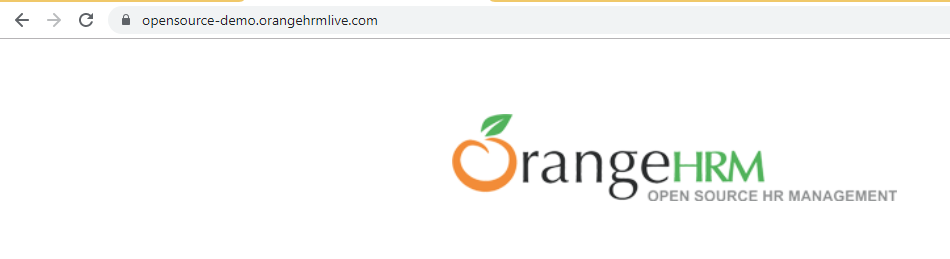 opensource-demo.orangehrmlive.com
OrangeHRM
OPEN SOURCE HR MANAGEMENT